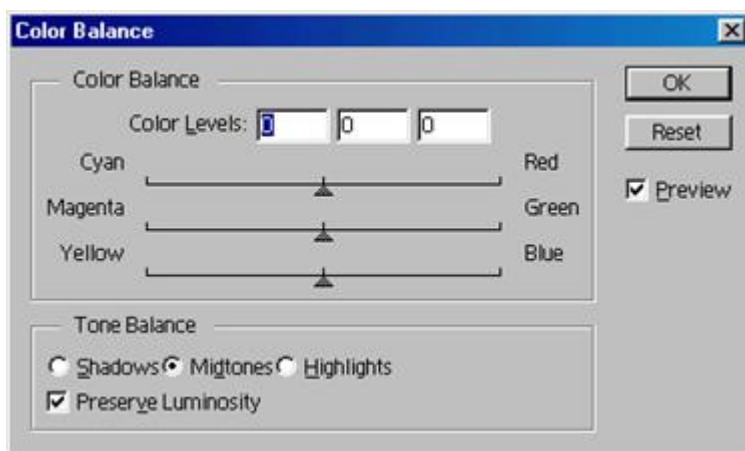 Color Balance
Color Balance
Color Levels: 0 0 0
OK
Reset
Preview
Cyan Red
Magenta Green
Yellow Blue
Tone Balance
Shadows Midtones Highlights
Preserve Luminosity